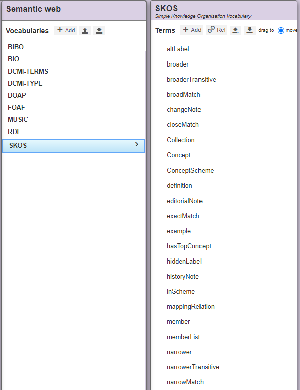 Semantic web
Vocabularies + Add
BIBO
BIO
DCMI-TERMS
DCMI-TYPE
DOAP
FOAF
MUSIC
RDF
SKOS
SKOS
Simple Knowledge Organisation Vocabulary
Terms + Add Ref drag to move
altLabel
broader
broaderTransitive
broadMatch
changeNote
closeMatch
Collection
Concept
ConceptScheme
definition
editorialNote
exactMatch
example
hasTopConcept
hiddenLabel
historyNote
inScheme
mappingRelation
member
memberList
narrower
narrowerTransitive
narrowMatch